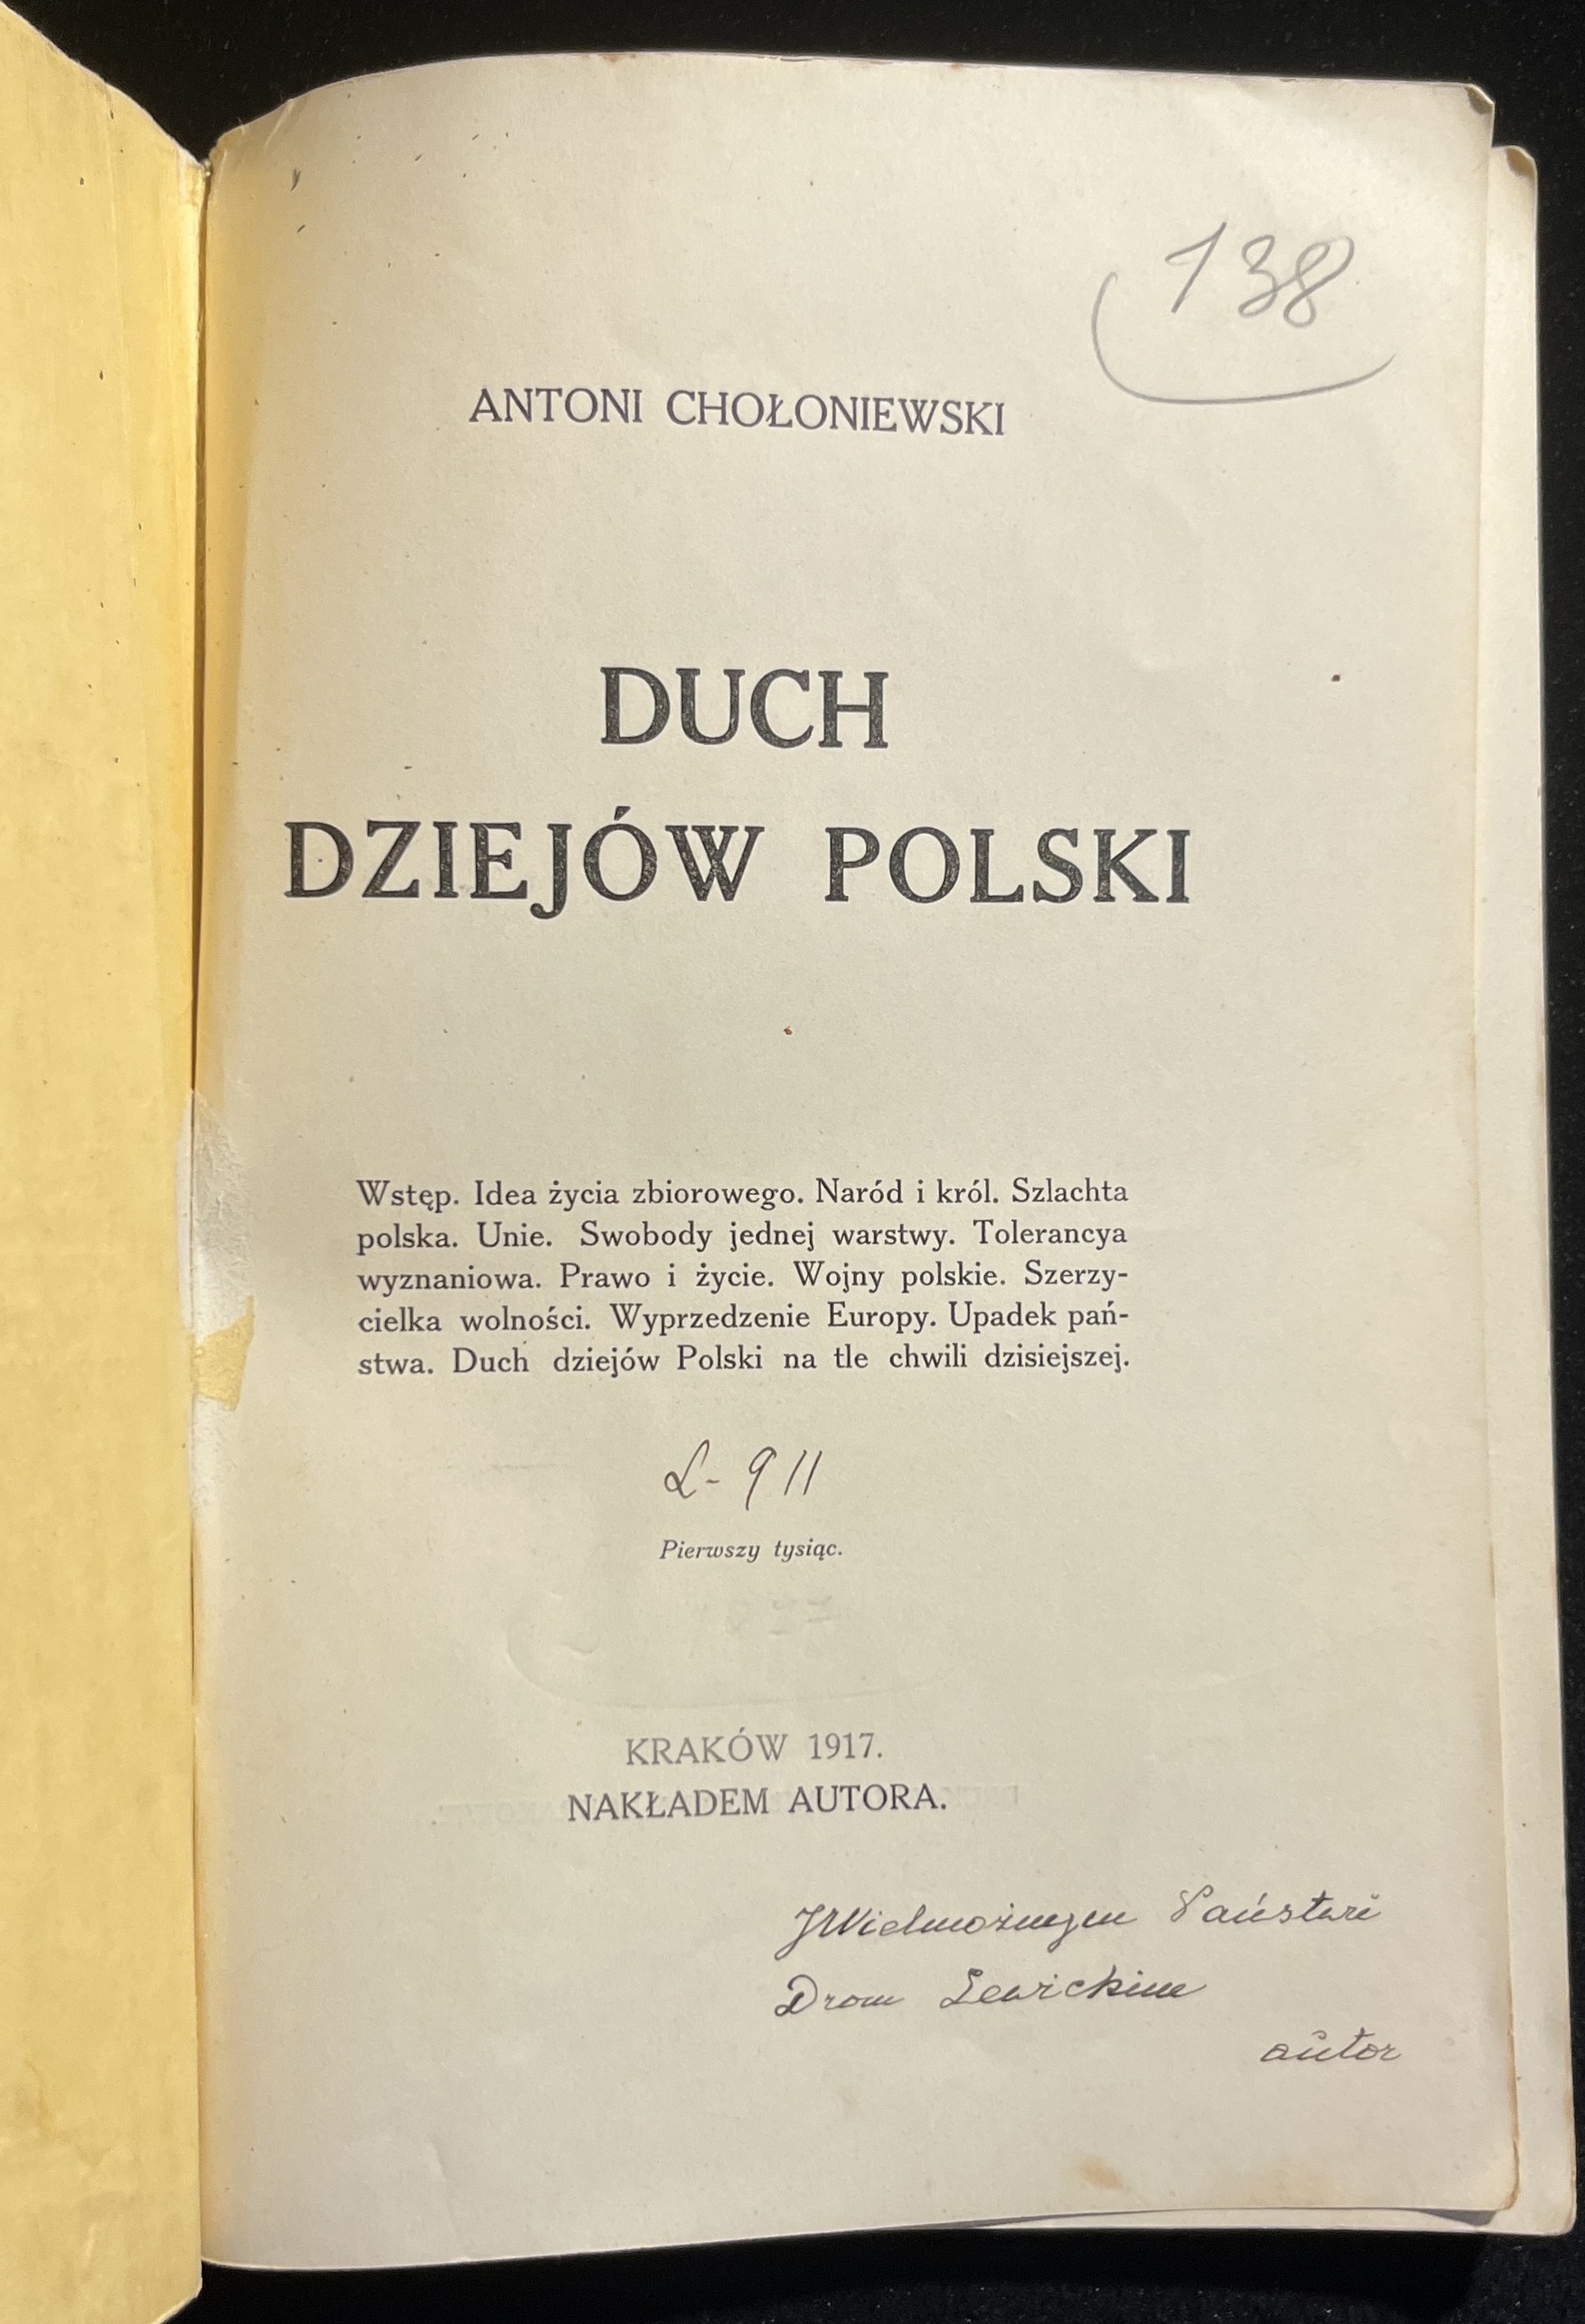 138
ANTONI CHOŁONIEWSKI
DUCH
DZIEJÓW POLSKI
Wstęp. Idea życia zbiorowego. Naród i król. Szlachta
polska. Unie. Swobody jednej warstwy. Tolerancya
wyznaniowa. Prawo i życie. Wojny polskie. Szerzy-
cielka wolności. Wyprzedzenie Europy. Upadek pań-
stwa. Duch dziejów Polski na tle chwili dzisiejszej.
L- 911
Pierwszy tysiąc.
KRAKÓW 1917.
NAKŁADEM AUTORA.
JWielmożnym Państwu
Drom Lewickim
autor